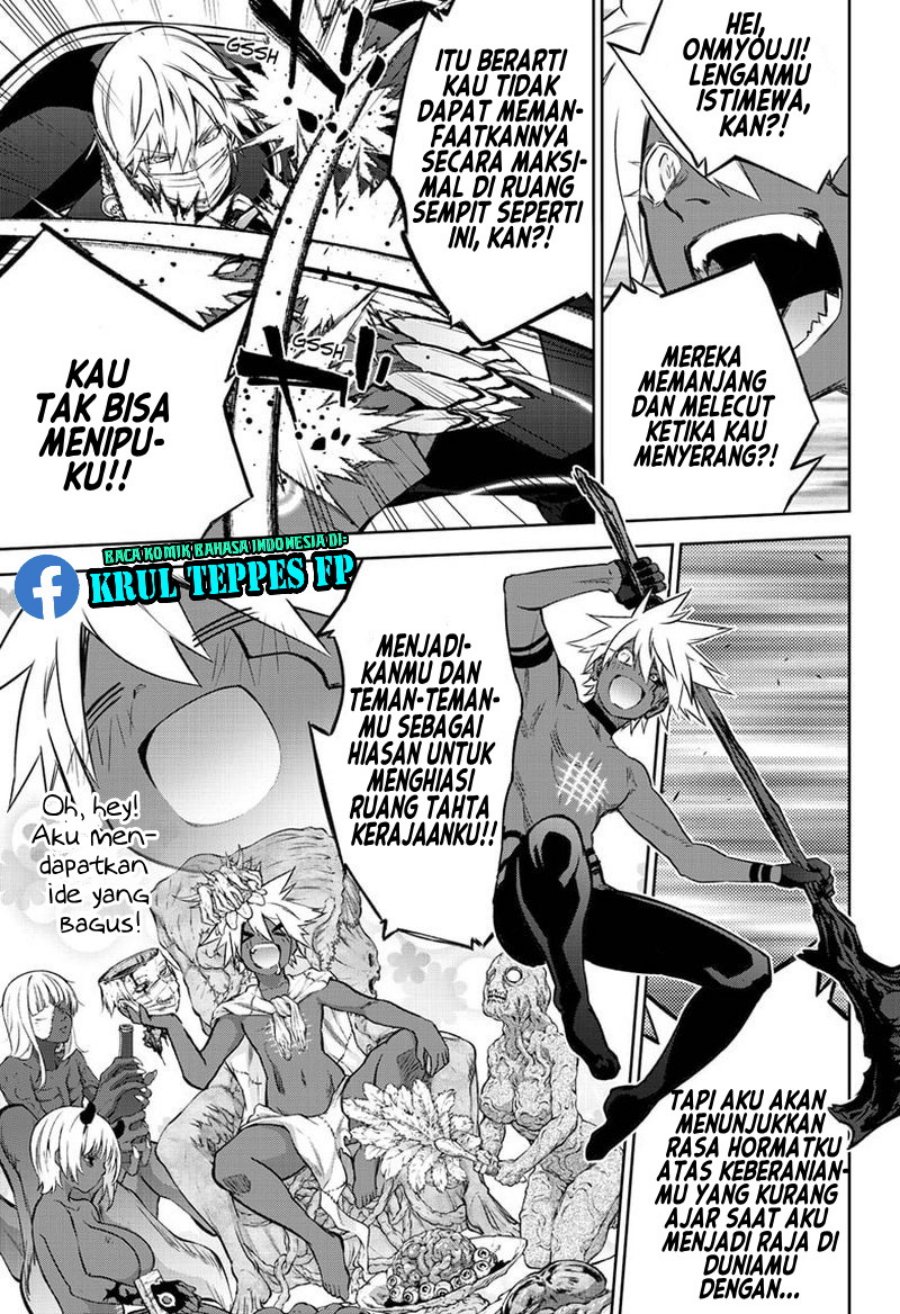 HEI,
ONMYOUJI!
LENGANMU
ISTIMEWA,
KAN?!
MEREKA
MEMANJANG
DAN MELECUT
KETIKA KAU
MENYERANG?!
ITU BERARTI
KAU TIDAK
DAPAT MEMAN-
FAATKANNYA
SECARA MAKSI-
MAL DI RUANG
SEMPIT SEPERTI
INI, KAN?!
GSSH
GSSH
KAU
TAK BISA
MENIPU-
KU!!
BACA KOMIK BAHASA INDONESIA DI:
KRUL TEPPES FP
TAPI AKU AKAN
MENUNJUKKAN
RASA HORMATKU
ATAS KEBERANIAN-
MU YANG KURANG
AJAR SAAT AKU
MENJADI RAJA DI
DUNIAMU
DENGAN...
MENJADI-
KANMU DAN
TEMAN-TEMAN-
MU SEBAGAI
HIASAN UNTUK
MENGHIASI
RUANG TAHTA
KERAJAANKU!!
Oh, hey!
Aku men-
dapatkan
ide yang
Bagus!